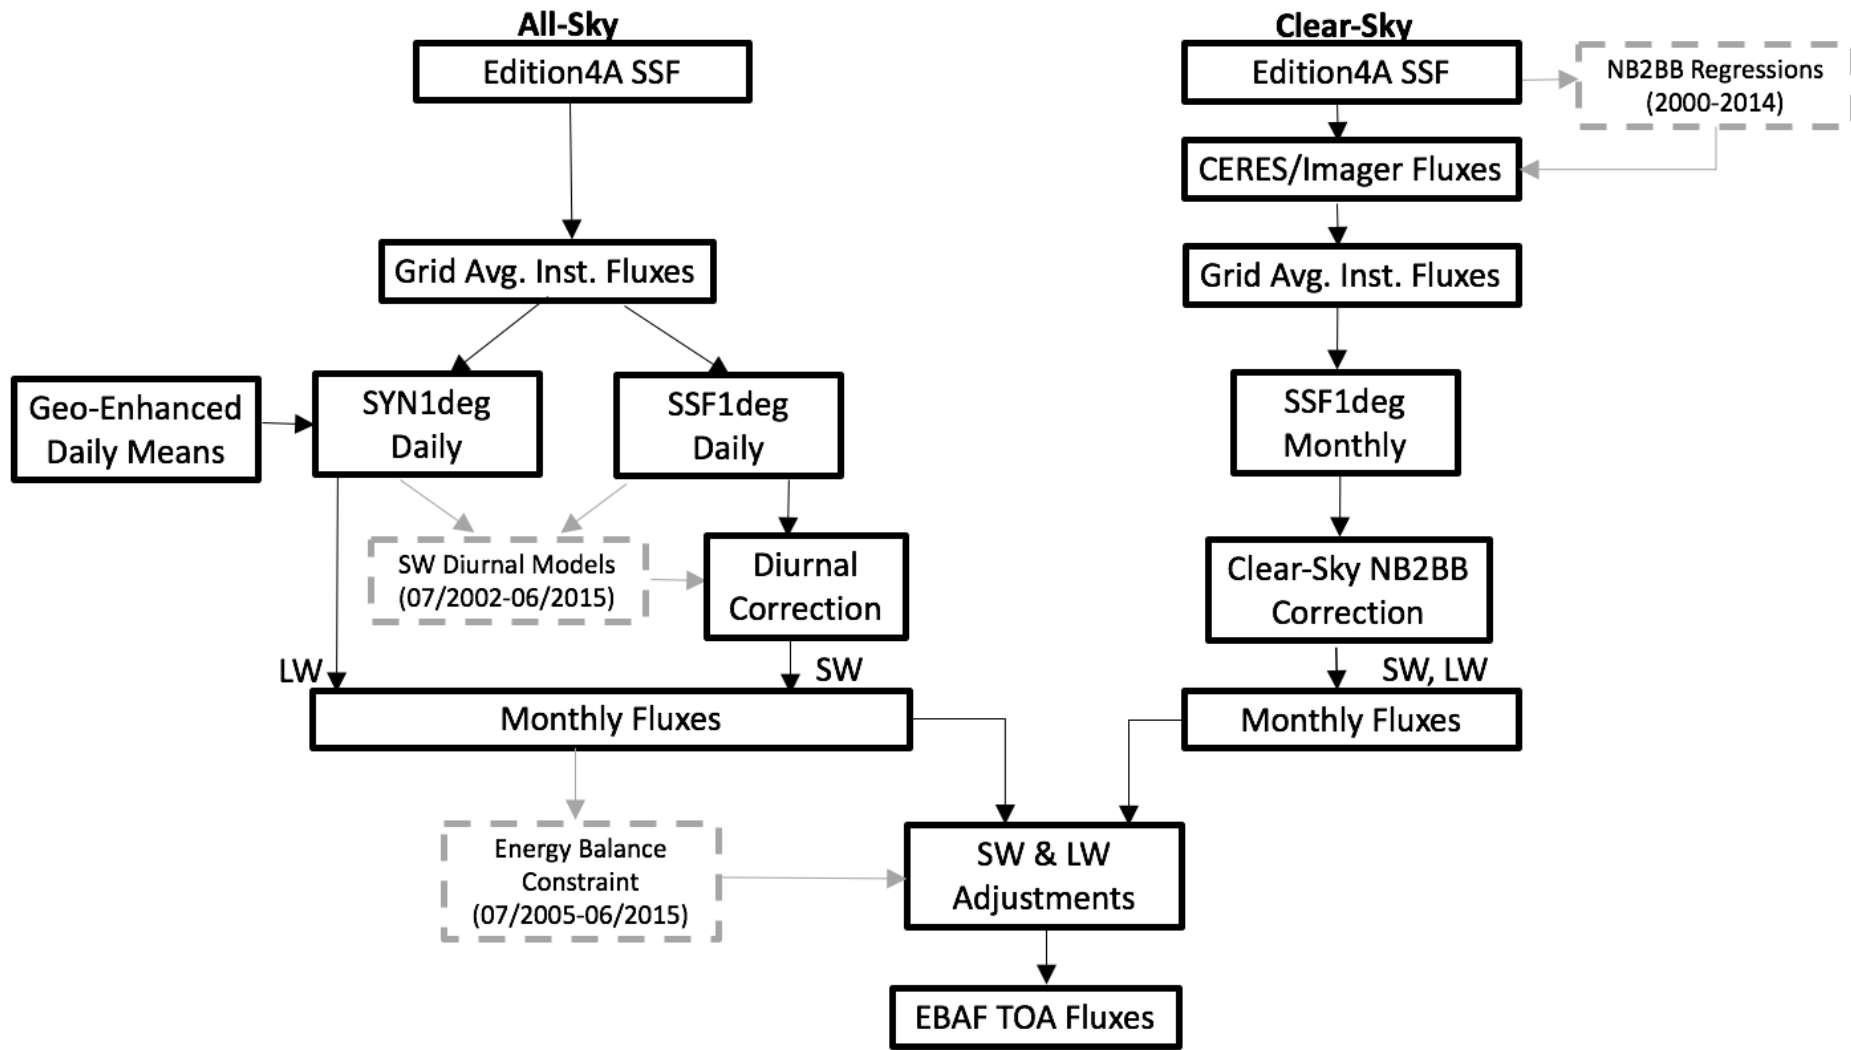 All-Sky
Edition4A SSF
Grid Avg. Inst. Fluxes
Geo-Enhanced
Daily Means
SYN1deg
Daily
SSF1deg
Daily
SW Diurnal Models
(07/2002-06/2015)
Diurnal
Correction
LW
SW
Monthly Fluxes
Energy Balance
Constraint
(07/2005-06/2015)
Clear-Sky
Edition4A SSF
NB2BB Regressions
(2000-2014)
CERES/Imager Fluxes
Grid Avg. Inst. Fluxes
SSF1deg
Monthly
Clear-Sky NB2BB
Correction
SW, LW
Monthly Fluxes
SW & LW
Adjustments
EBAF TOA Fluxes